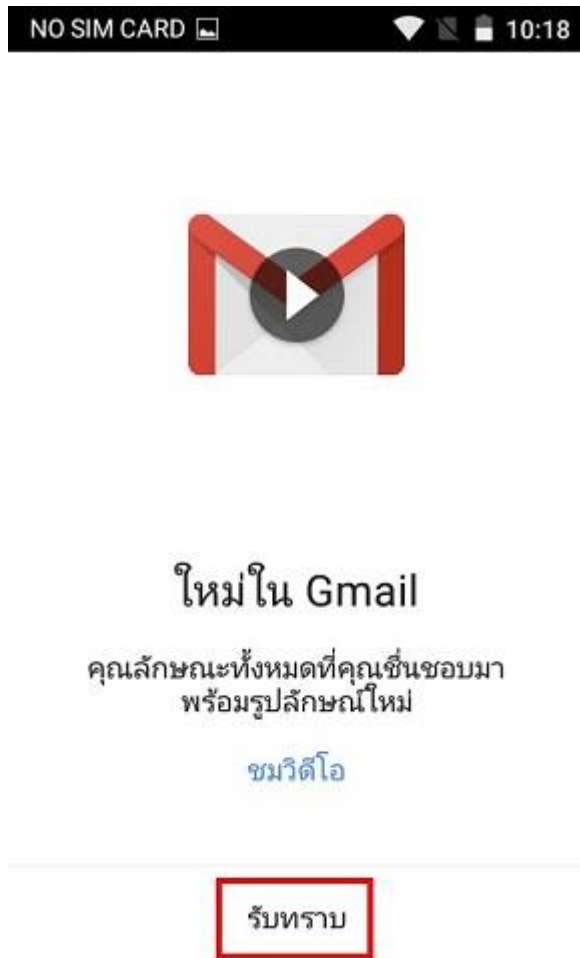 NO SIM CARD 10:18
ใหม่ใน Gmail
คุณลักษณะทั้งหมดที่คุณชื่นชอบมา
พร้อมรูปลักษณ์ใหม่
ชมวิดีโอ
รับทราบ